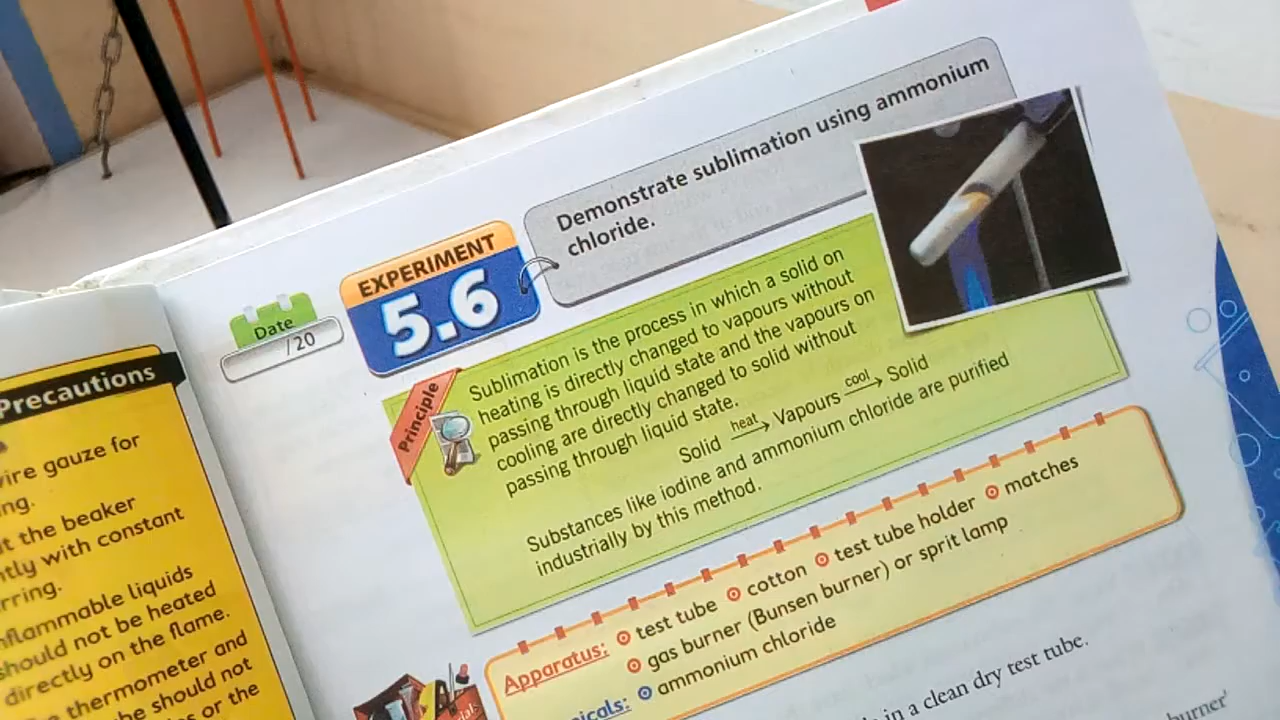 Precautions
wire gauze for
the beaker
with constant
liquids
should not be heated
directly on the flame.
thermometer and
should not
or the
Date
/20
EXPERIMENT
5.6
Demonstrate sublimation using ammonium
chloride.
Principle
Sublimation is the process in which a solid on
heating is directly changed to vapours without
passing through liquid state and the vapours on
cooling are directly changed to solid without
passing through liquid state.
Solid heat→ Vapours cool→ Solid
Substances like iodine and ammonium chloride are purified
industrially by this method.
Apparatus: test tube cotton test tube holder matches
gas burner (Bunsen burner) or sprit lamp
ammonium chloride
in a clean dry test tube.
burner